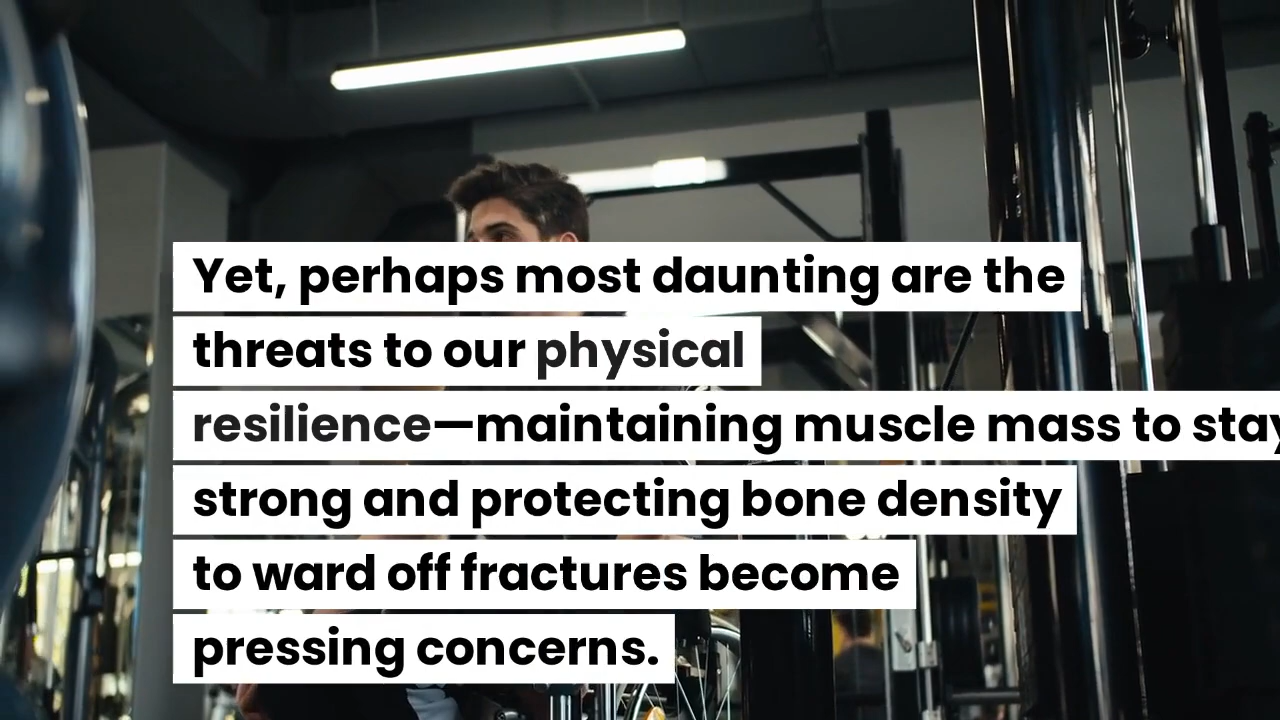 Yet, perhaps most daunting are the
threats to our physical
resilience—maintaining muscle mass to stay
strong and protecting bone density
to ward off fractures become
pressing concerns.